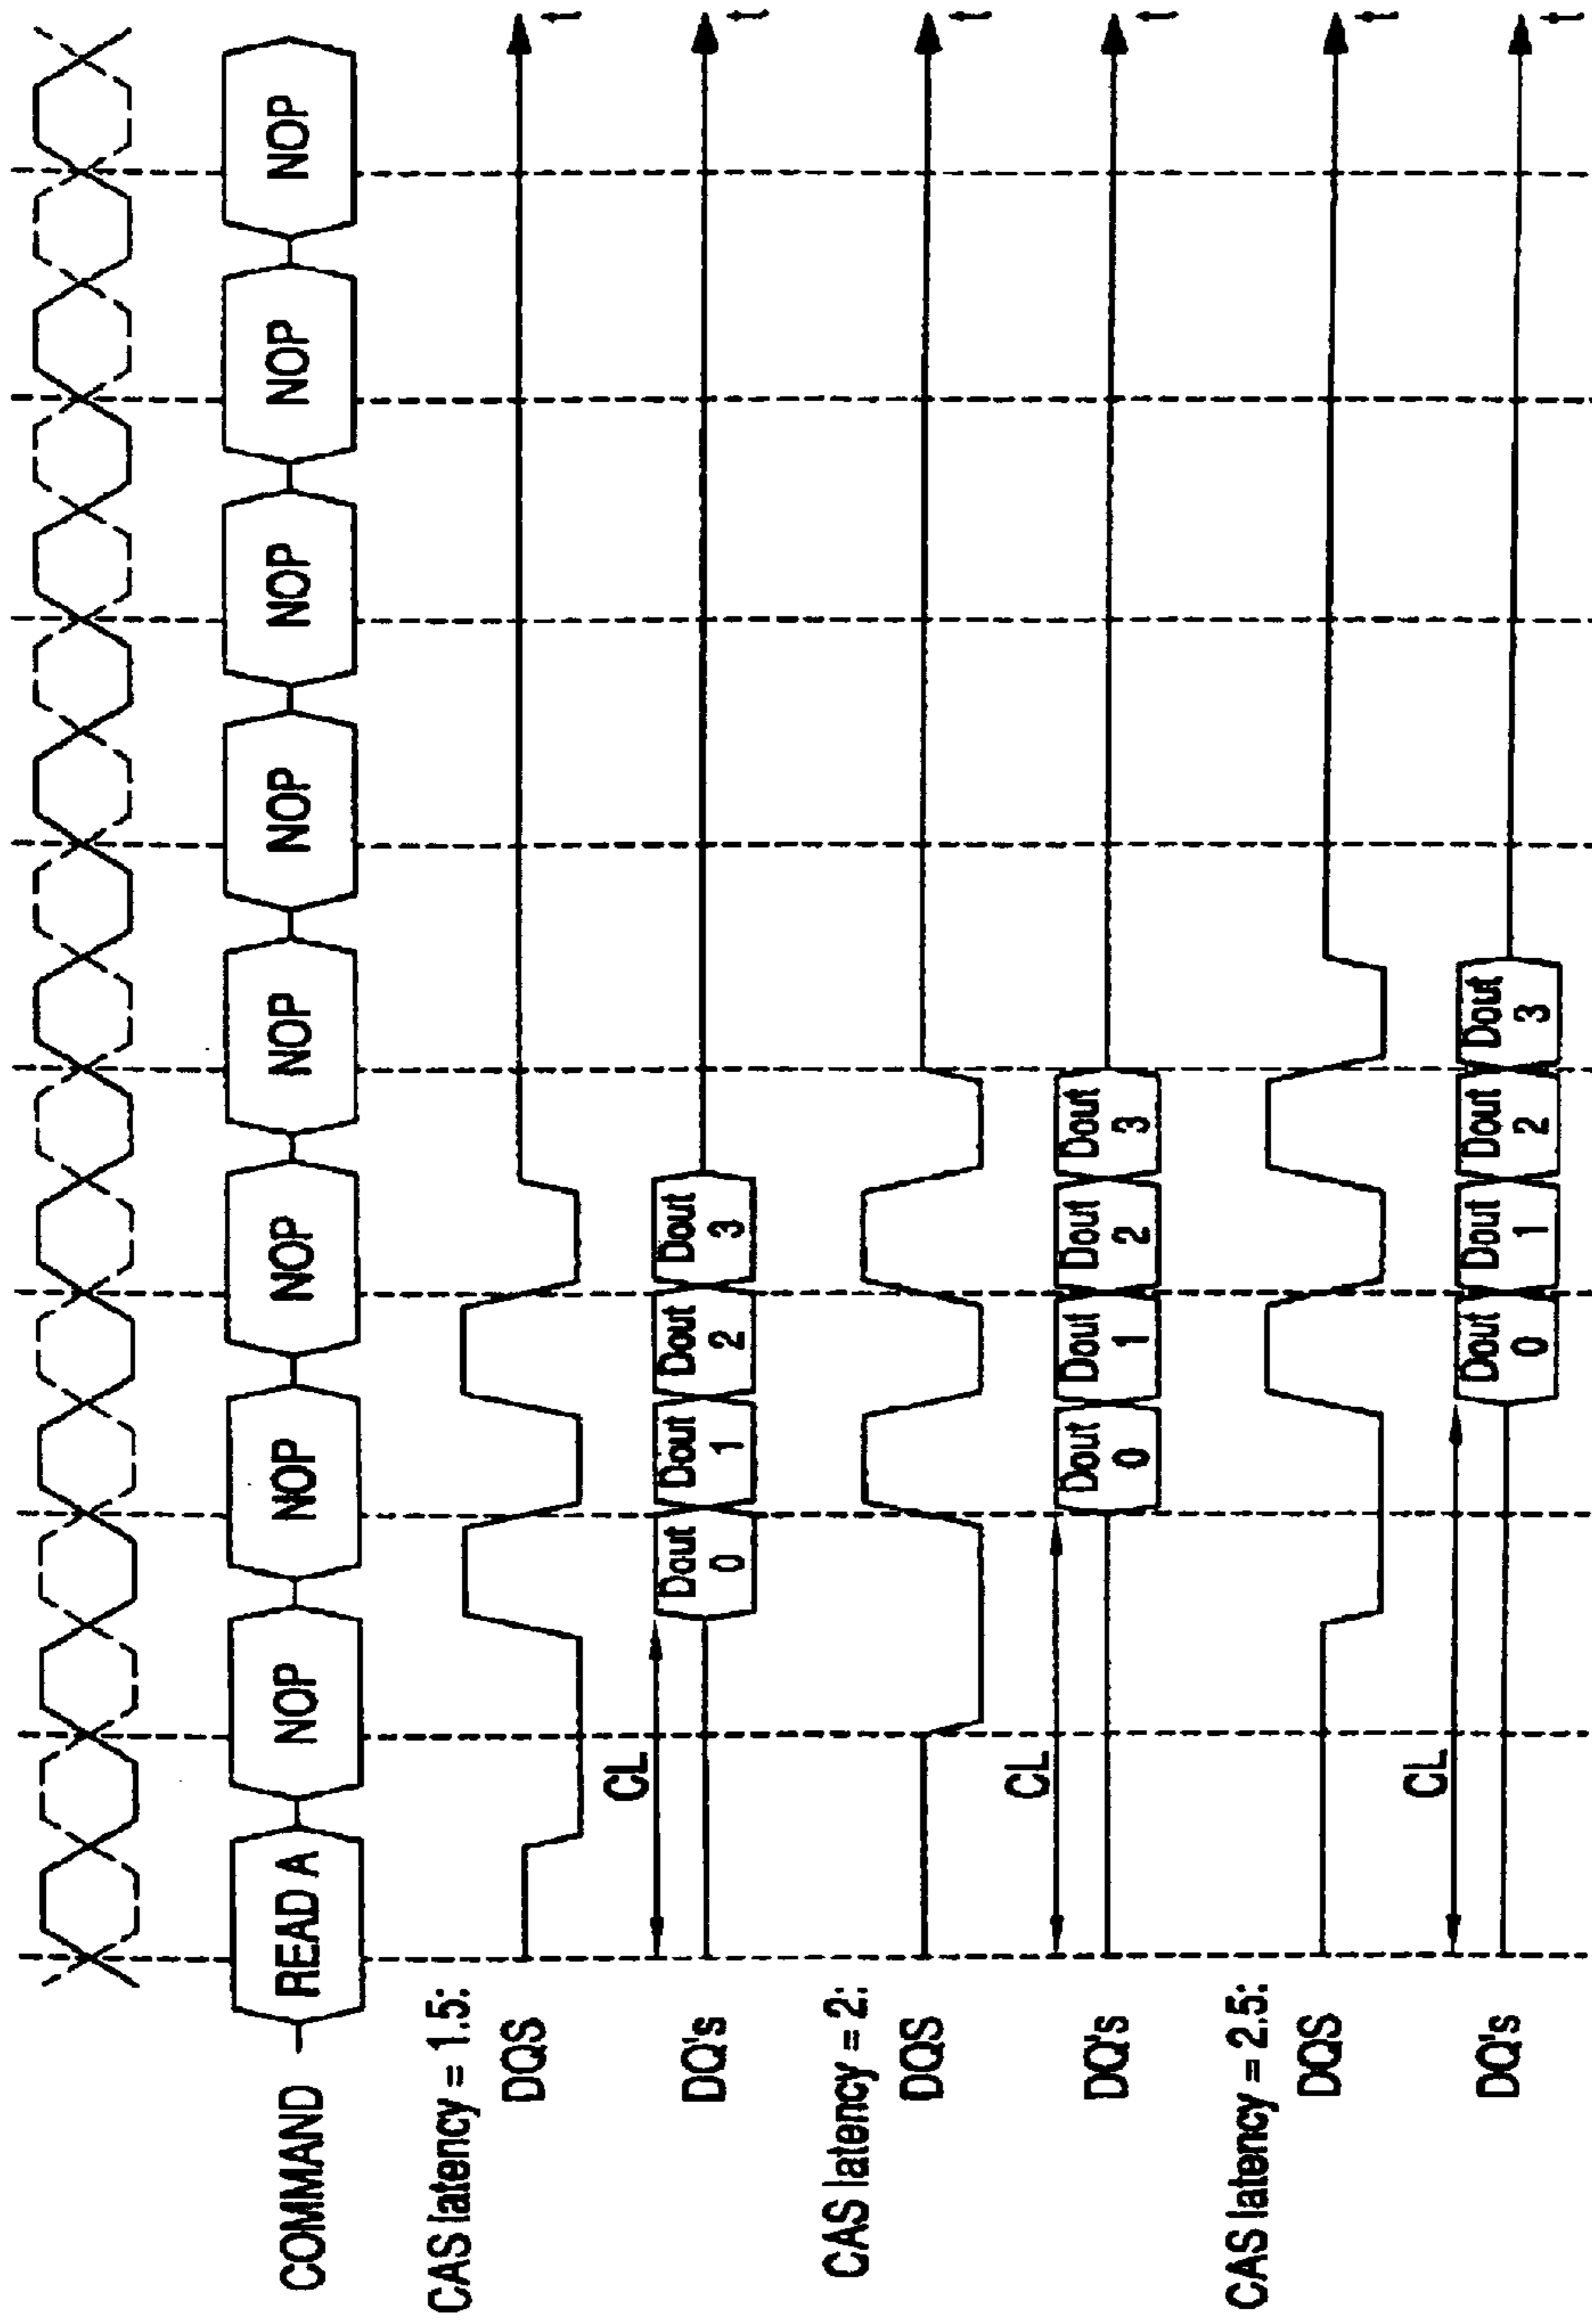 COMMAND READ A NOP NOP NOP NOP NOP NOP NOP NOP
CAS latency = 1.5:
DQS t
CL
DQ's Dout 0 Dout 1 Dout 2 Dout 3 t
CAS latency = 2:
DQS t
CL
DQ's Dout 0 Dout 1 Dout 2 Dout 3 t
CAS latency = 2.5:
DQS t
CL
DQ's Dout 0 Dout 1 Dout 2 Dout 3 t